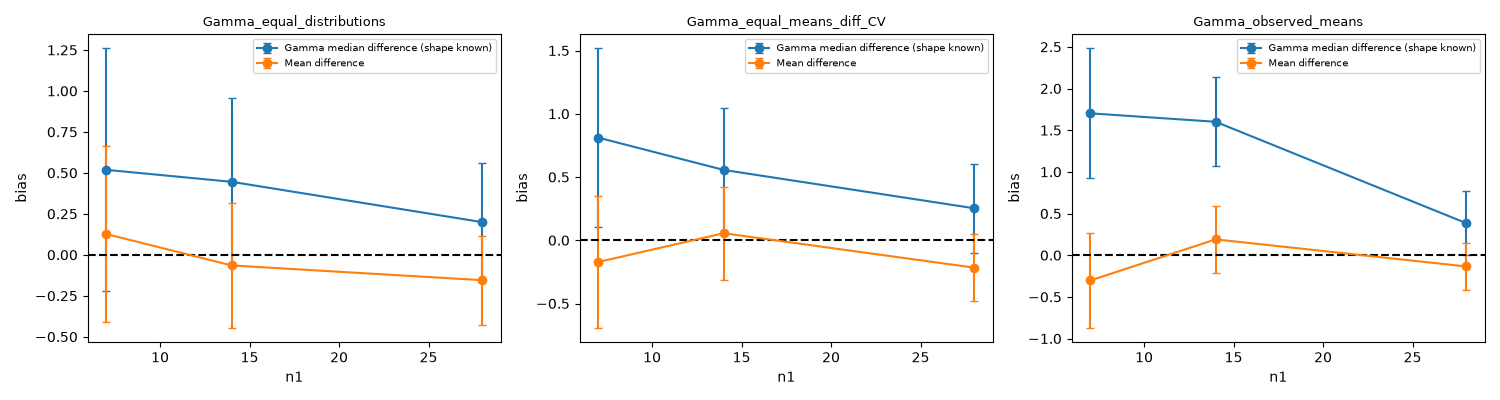 Gamma_equal_distributions
Gamma median difference (shape known)
Mean difference
1.25
1.00
0.75
0.50
0.25
0.00
−0.25
−0.50
bias
10
15
20
25
n1
Gamma_equal_means_diff_CV
Gamma median difference (shape known)
Mean difference
1.5
1.0
0.5
0.0
−0.5
bias
10
15
20
25
n1
Gamma_observed_means
Gamma median difference (shape known)
Mean difference
2.5
2.0
1.5
1.0
0.5
0.0
−0.5
−1.0
bias
10
15
20
25
n1